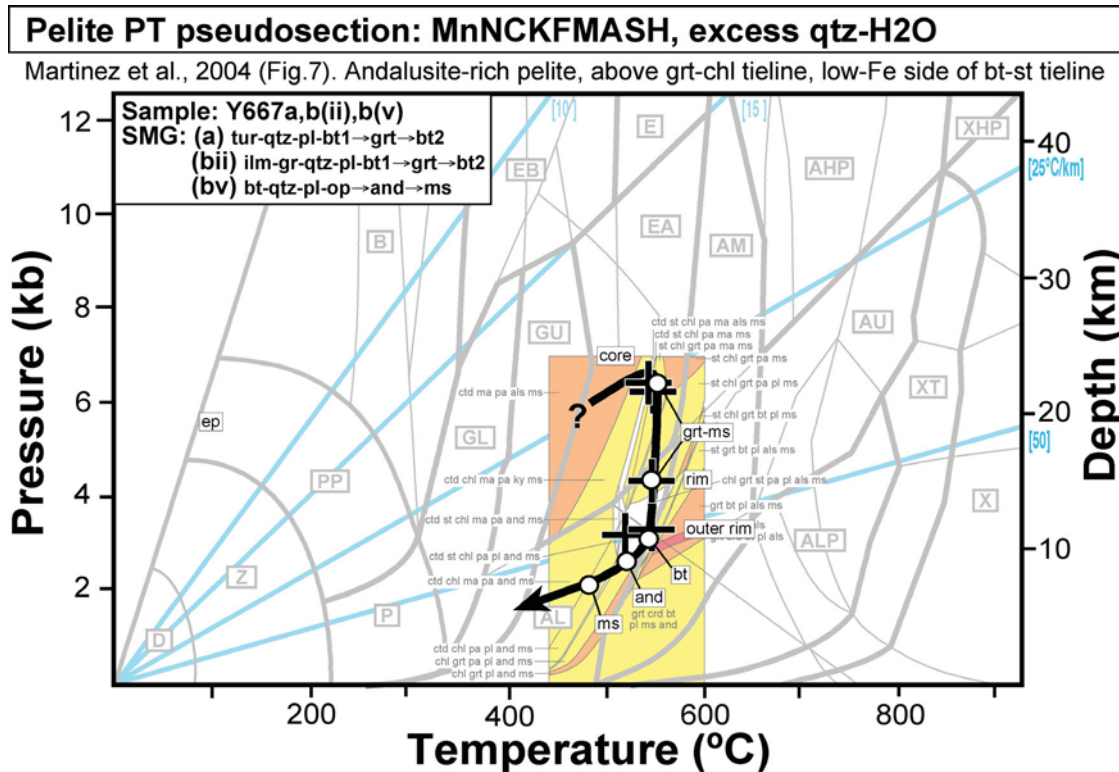 Pelite PT pseudosection: MnNCKFMASH, excess qtz-H2O
Martinez et al., 2004 (Fig.7). Andalusite-rich pelite, above grt-chl tieline, low-Fe side of bt-st tieline
Sample: Y667a,b(ii),b(v)
SMG: (a) tur-qtz-pl-bt1→grt→bt2
(bii) ilm-gr-qtz-pl-bt1→grt→bt2
(bv) bt-qtz-pl-op→and→ms
[10]
[15]
[25ºC/km]
[50]
E
XHP
EB
AHP
B
EA
AM
GU
AU
XT
GL
PP
X
ALP
Z
P
AL
D
ep
core
?
grt-ms
rim
outer rim
bt
and
ms
ctd st chl pa ma als ms
ctd st chl pa ma ms
st chl grt pa ma ms
st chl grt pa ms
st chl grt pa pl ms
st chl grt bt pl ms
st grt bt pl als ms
chl grt st pa pl als ms
grt bt pl als ms
ctd ma pa als ms
ctd chl ma pa ky ms
ctd st chl ma pa and ms
ctd st chl pa pl and ms
ctd chl ma pa and ms
grt crd bt
pl ms and
ctd chl pa pl and ms
chl grt pa pl and ms
chl grt pl and ms
Pressure (kb)
12
10
8
6
4
2
Depth (km)
40
30
20
10
200
400
600
800
Temperature (ºC)